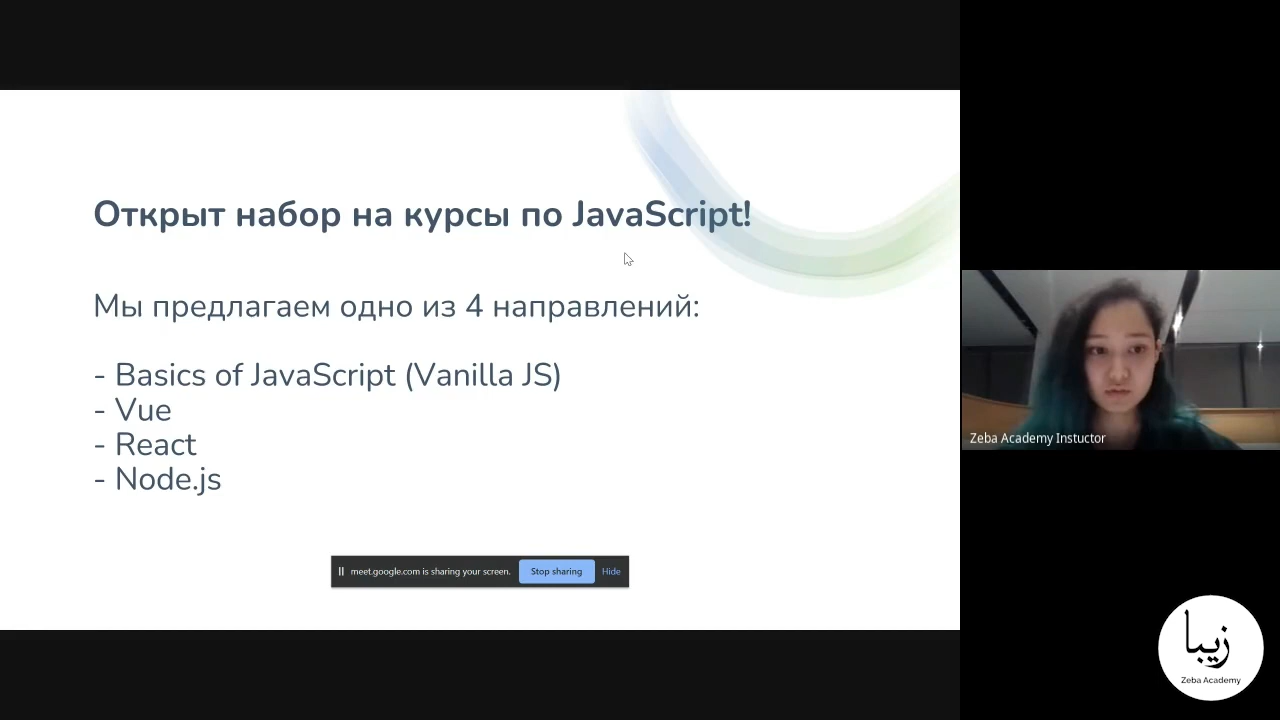 Открыт набор на курсы по JavaScript!
Мы предлагаем одно из 4 направлений:
- Basics of JavaScript (Vanilla JS)
- Vue
- React
- Node.js
meet.google.com is sharing your screen.
Stop sharing
Hide
Zeba Academy Instuctor
زيبا
Zeba Academy